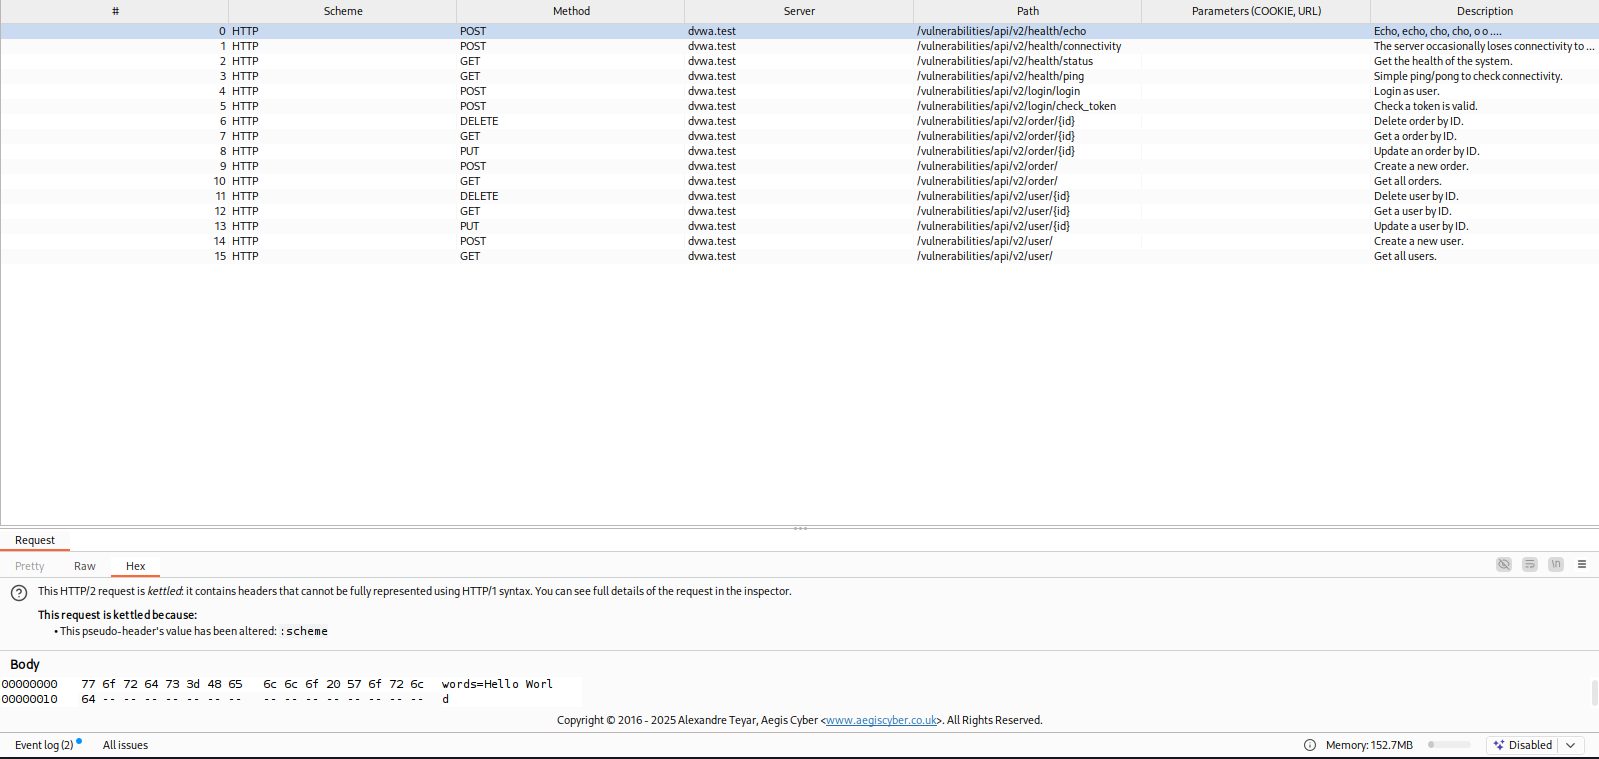 # Scheme Method Server Path Parameters (COOKIE, URL) Description
0 HTTP POST dvwa.test /vulnerabilities/api/v2/health/echo Echo, echo, cho, cho, o o ....
1 HTTP POST dvwa.test /vulnerabilities/api/v2/health/connectivity The server occasionally loses connectivity to ...
2 HTTP GET dvwa.test /vulnerabilities/api/v2/health/status Get the health of the system.
3 HTTP GET dvwa.test /vulnerabilities/api/v2/health/ping Simple ping/pong to check connectivity.
4 HTTP POST dvwa.test /vulnerabilities/api/v2/login/login Login as user.
5 HTTP POST dvwa.test /vulnerabilities/api/v2/login/check_token Check a token is valid.
6 HTTP DELETE dvwa.test /vulnerabilities/api/v2/order/{id} Delete order by ID.
7 HTTP GET dvwa.test /vulnerabilities/api/v2/order/{id} Get a order by ID.
8 HTTP PUT dvwa.test /vulnerabilities/api/v2/order/{id} Update an order by ID.
9 HTTP POST dvwa.test /vulnerabilities/api/v2/order/ Create a new order.
10 HTTP GET dvwa.test /vulnerabilities/api/v2/order/ Get all orders.
11 HTTP DELETE dvwa.test /vulnerabilities/api/v2/user/{id} Delete user by ID.
12 HTTP GET dvwa.test /vulnerabilities/api/v2/user/{id} Get a user by ID.
13 HTTP PUT dvwa.test /vulnerabilities/api/v2/user/{id} Update a user by ID.
14 HTTP POST dvwa.test /vulnerabilities/api/v2/user/ Create a new user.
15 HTTP GET dvwa.test /vulnerabilities/api/v2/user/ Get all users.
Request
Pretty Raw Hex \n
This HTTP/2 request is kettled: it contains headers that cannot be fully represented using HTTP/1 syntax. You can see full details of the request in the inspector.
This request is kettled because:
• This pseudo-header's value has been altered: :scheme
Body
00000000 77 6f 72 64 73 3d 48 65 6c 6c 6f 20 57 6f 72 6c words=Hello Worl
00000010 64 -- -- -- -- -- -- -- -- -- -- -- -- -- -- -- d
Copyright © 2016 - 2025 Alexandre Teyar, Aegis Cyber <www.aegiscyber.co.uk>. All Rights Reserved.
Event log (2) All issues Memory: 152.7MB Disabled